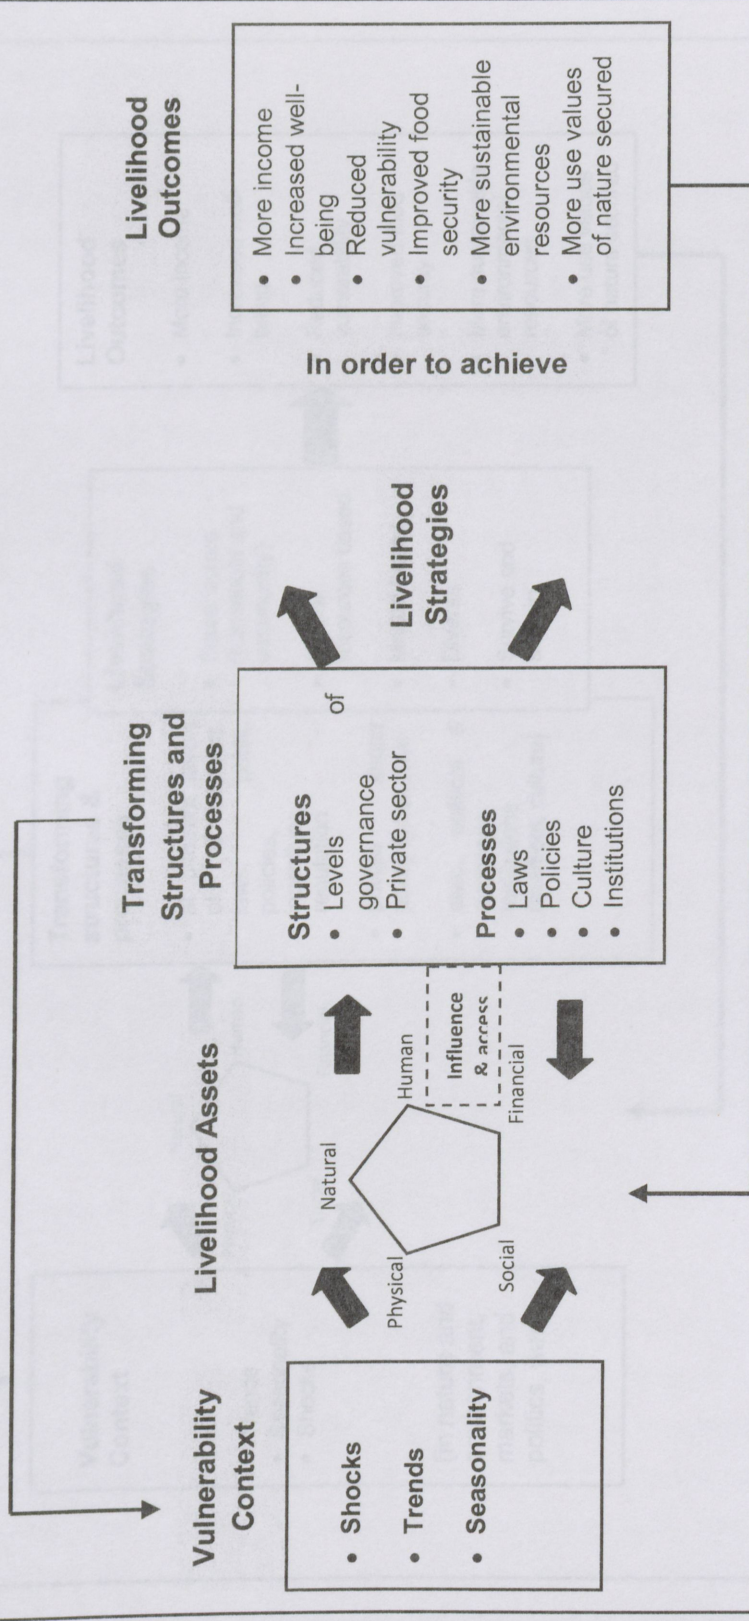 Vulnerability
Context
• Shocks
• Trends
• Seasonality
Livelihood Assets
Natural
Physical
Human
Social
Financial
Influence
& access
Transforming
Structures and
Processes
Structures
• Levels of
governance
• Private sector
Processes
• Laws
• Policies
• Culture
• Institutions
Livelihood
Strategies
In order to achieve
Livelihood
Outcomes
• More income
• Increased well-
being
• Reduced
vulnerability
• Improved food
security
• More sustainable
environmental
resources
• More use values
of nature secured